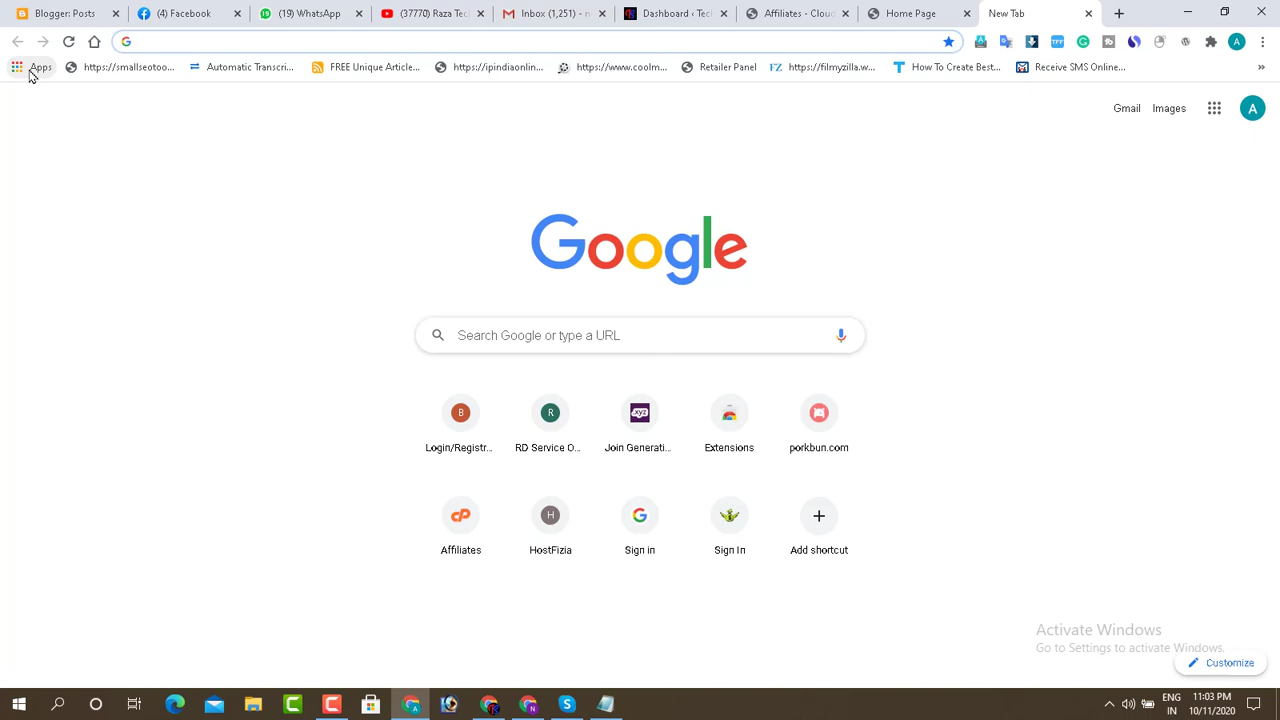 Blogger: Posts
(4) Facebook
(19) WhatsApp
(37770) Raza Tec
Inbox (1,251) - n
Dashboard ‹ Tec
Affiliates - Clou
Home Page
New Tab
Apps
https://smallseotoo...
Automatic Transcri...
FREE Unique Article...
https://ipindiaonlin...
https://www.coolm...
Retailer Panel
FZ https://filmyzilla.w...
How To Create Best...
Receive SMS Online...
»
Gmail
Images
A
Google
Search Google or type a URL
B
R
.xyz
Login/Registr...
RD Service O...
Join Generati...
Extensions
porkbun.com
cP
H
G
Affiliates
HostFizia
Sign in
Sign In
Add shortcut
Activate Windows
Go to Settings to activate Windows.
Customize
ENG
IN
11:03 PM
10/11/2020